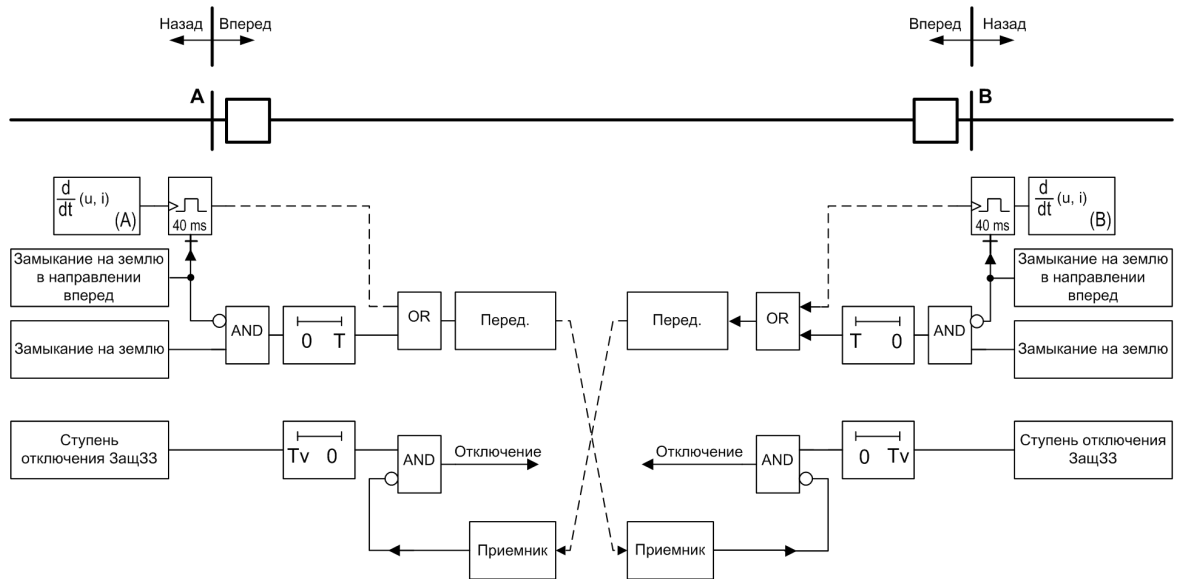 Назад Вперед
Вперед Назад
A
B
d
dt (u, i)
(A)
40 ms
d
dt (u, i)
(B)
40 ms
Замыкание на землю
в направлении
вперед
Замыкание на землю
в направлении
вперед
AND
0 T
OR
Перед.
Перед.
OR
T 0
AND
Замыкание на землю
Замыкание на землю
Ступень
отключения ЗащЗЗ
Tv 0
AND
Отключение
Отключение
AND
0 Tv
Ступень отключения
ЗащЗЗ
Приемник
Приемник